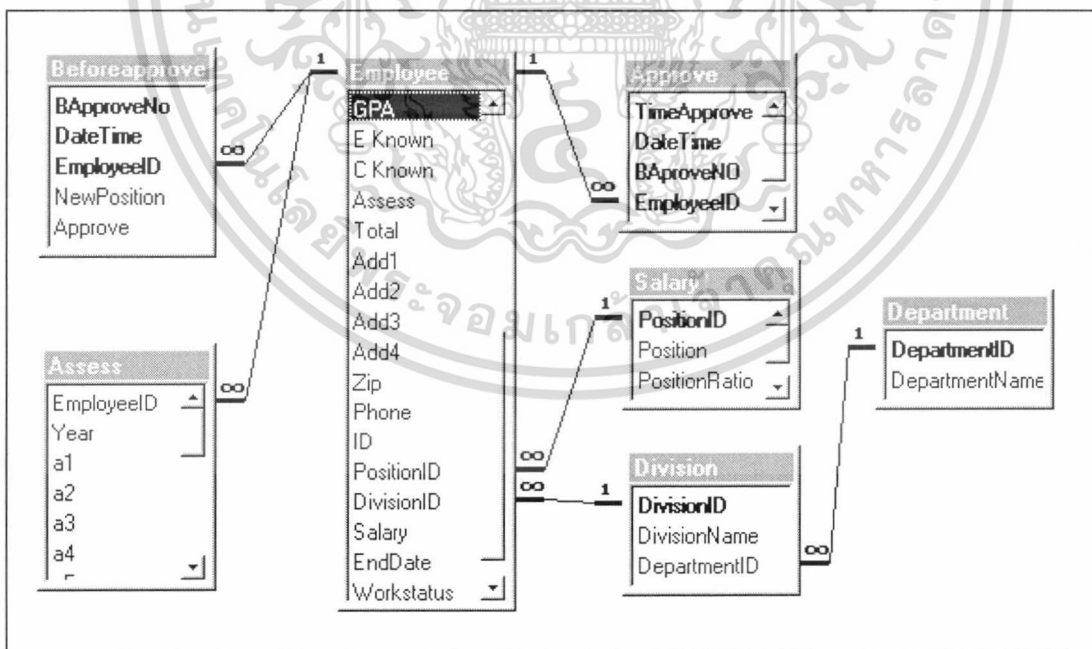 Beforeapprove
BApproveNo
DateTime
EmployeeID
NewPosition
Approve
1
∞
Assess
EmployeeID
Year
a1
a2
a3
a4
∞
Employee
GPA
E Known
C Known
Assess
Total
Add1
Add2
Add3
Add4
Zip
Phone
ID
PositionID
DivisionID
Salary
EndDate
Workstatus
1
∞
∞
∞
Approve
TimeApprove
DateTime
BAproveNO
EmployeeID
1
Salary
PositionID
Position
PositionRatio
1
Division
DivisionID
DivisionName
DepartmentID
∞
1
Department
DepartmentID
DepartmentName